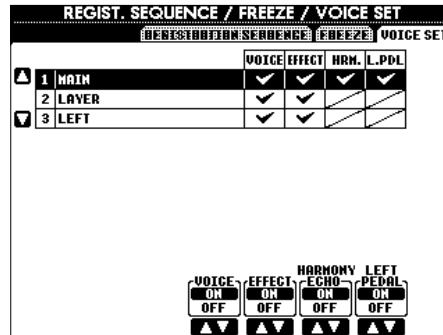 REGIST. SEQUENCE / FREEZE / VOICE SET
REGISTRATION SEQUENCE FREEZE VOICE SET
VOICE EFFECT HRM. L.PDL
1 MAIN
2 LAYER
3 LEFT
HARMONY LEFT
VOICE EFFECT ECHO PEDAL
ON ON ON ON
OFF OFF OFF OFF